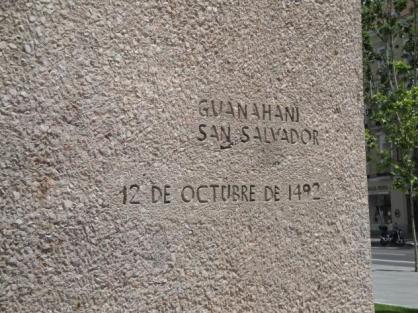 GUANAHANI
SAN SALVADOR
12 DE OCTUBRE DE 1492